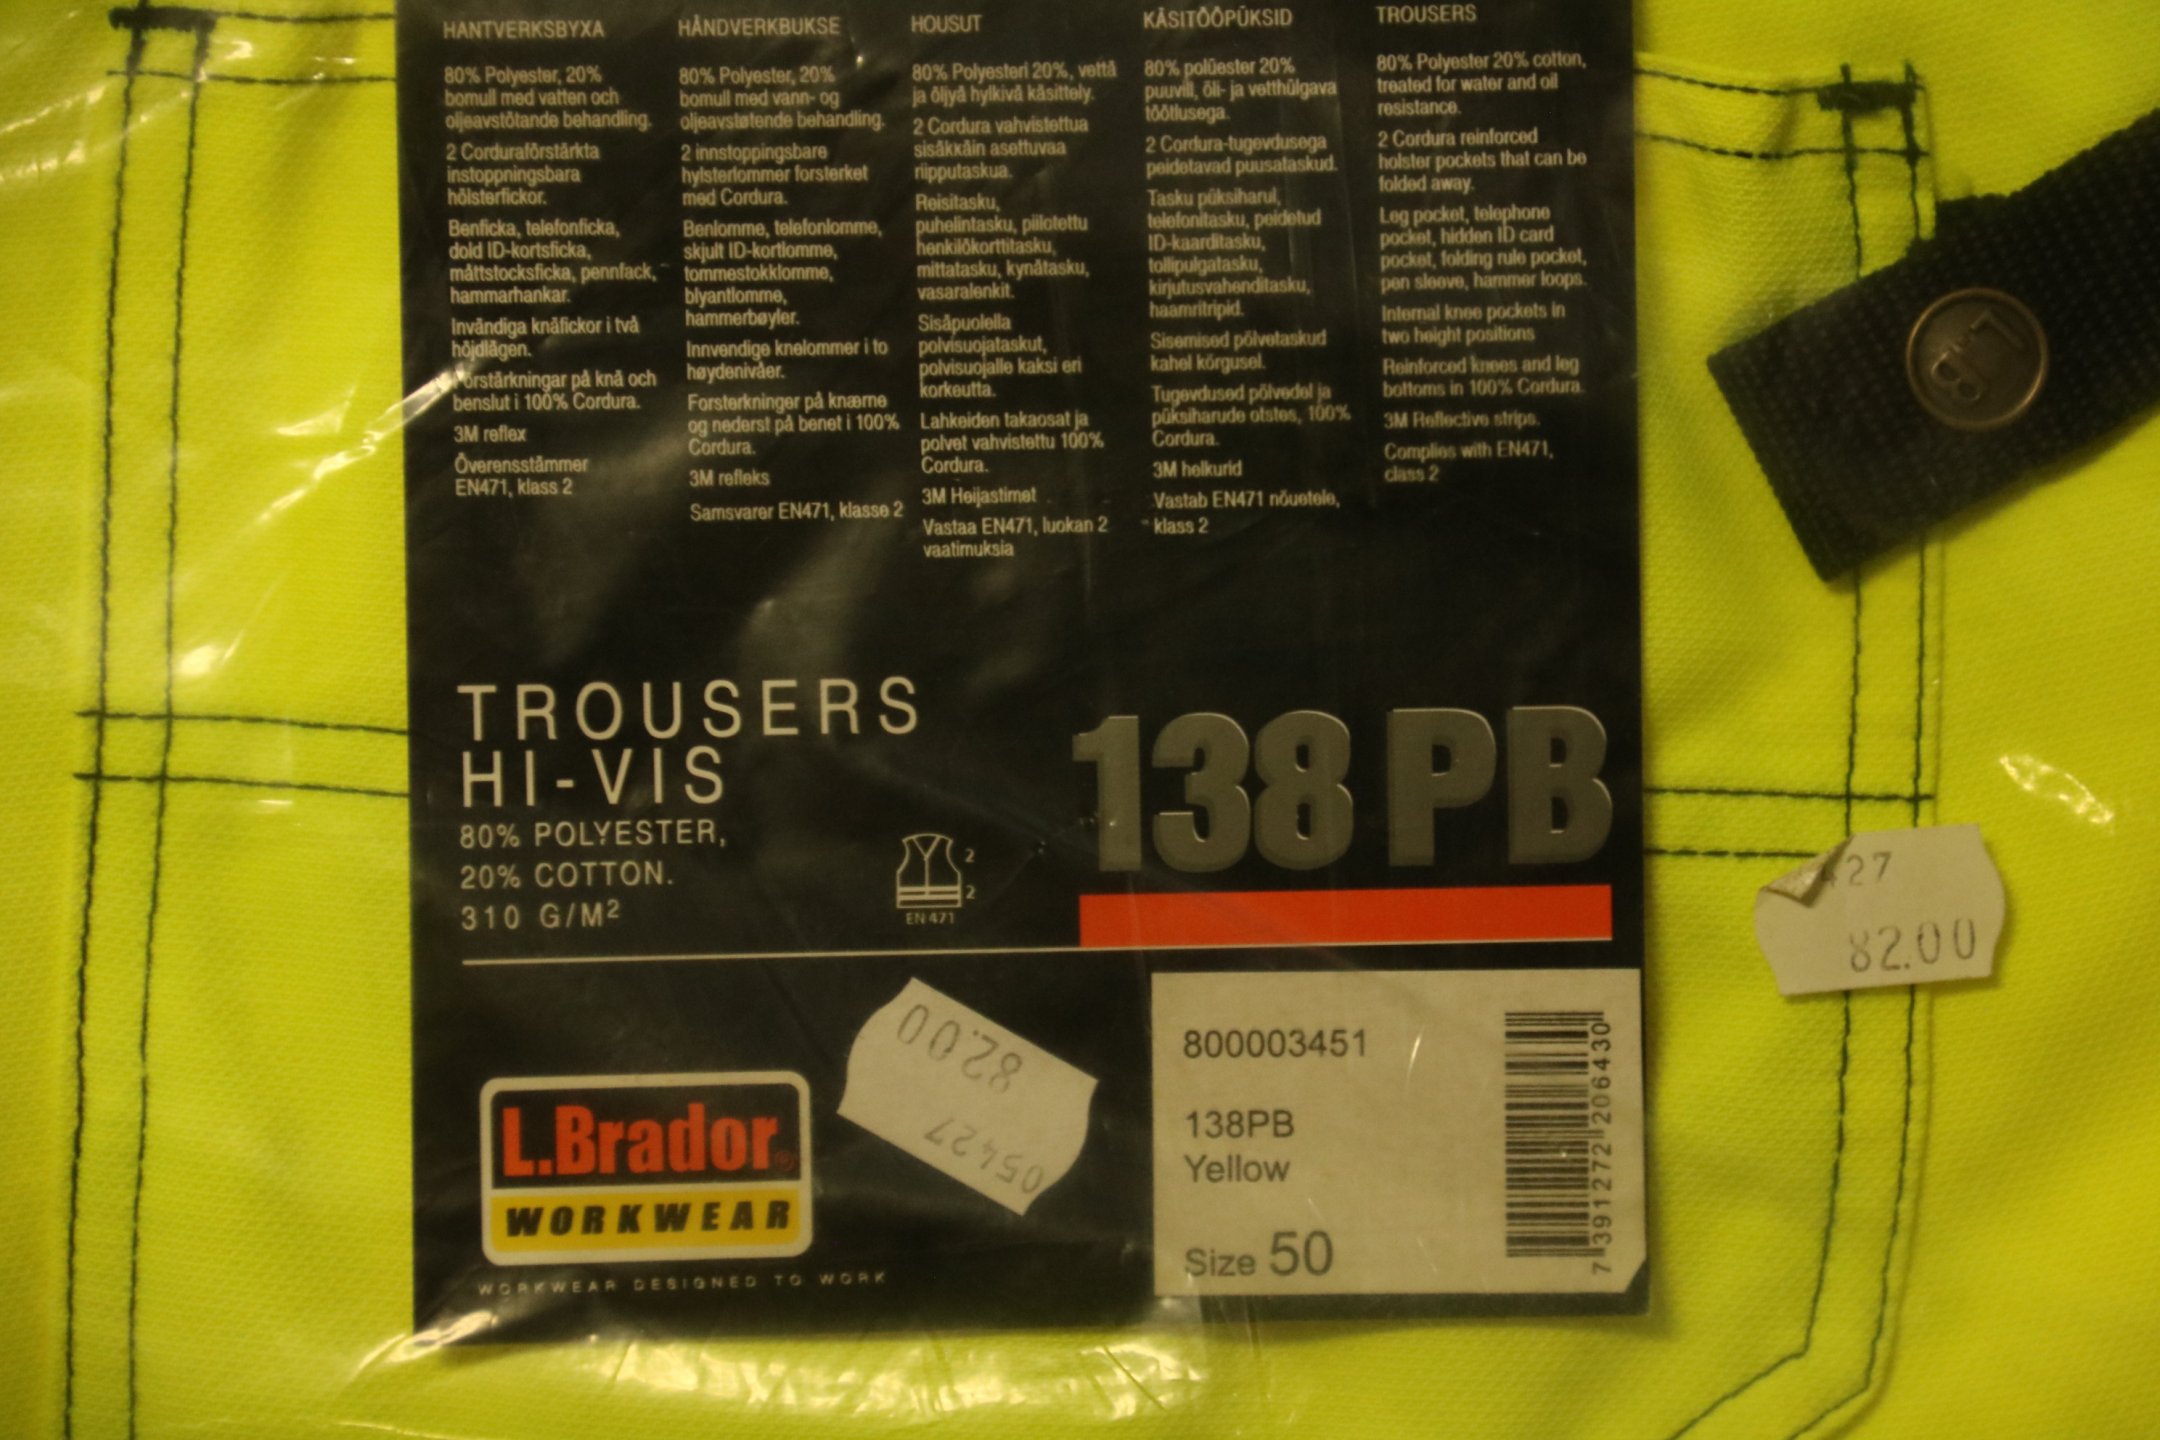 HANTVERKSBYXA
80% Polyester, 20%
bomull med vatten och
oljeavstötande behandling.
2 Corduraförstärkta
instoppningsbara
hölsterfickor.
Benficka, telefonficka,
dold ID-kortsficka,
måttstocksficka, pennfack,
hammarhankar.
Invändiga knäfickor i två
höjdlägen.
Förstärkningar på knä och
benslut i 100% Cordura.
3M reflex
Överensstämmer
EN471, klass 2
HÅNDVERKBUKSE
80% Polyester, 20%
bomull med vann- og
oljeavstøtende behandling.
2 innstoppingsbare
hylsterlommer forsterket
med Cordura.
Benlomme, telefonlomme,
skjult ID-kortlomme,
tommestokklomme,
blyantlomme,
hammerbøyler.
Innvendige knelommer i to
høydenivåer.
Forsterkninger på knærne
og nederst på benet i 100%
Cordura.
3M refleks
Samsvarer EN471, klasse 2
HOUSUT
80% Polyesteri 20%, vettä
ja öljyä hylkivä käsittely.
2 Cordura vahvistettua
sisäkkäin asettuvaa
riipputaskua.
Reisitasku,
puhelintasku, piilotettu
henkilökorttitasku,
mittatasku, kynätasku,
vasaralenkit.
Sisäpuolella
polvisuojataskut,
polvisuojalle kaksi eri
korkeutta.
Lahkeiden takaosat ja
polvet vahvistettu 100%
Cordura.
3M Heijastimet
Vastaa EN471, luokan 2
vaatimuksia
KÄSITÖÖPÜKSID
80% polüester 20%
puuvill, õli- ja vetthülgava
töötlusega.
2 Cordura-tugevdusega
peidetavad puusataskud.
Tasku püksiharul,
telefonitasku, peidetud
ID-kaarditasku,
tollipulgatasku,
kirjutusvahenditasku,
haamritripid.
Sisemised põlvetaskud
kahel kõrgusel.
Tugevdused põlvedel ja
püksiharude otstes, 100%
Cordura.
3M helkurid
Vastab EN471 nõuetele,
klass 2
TROUSERS
80% Polyester 20% cotton,
treated for water and oil
resistance.
2 Cordura reinforced
holster pockets that can be
folded away.
Leg pocket, telephone
pocket, hidden ID card
pocket, folding rule pocket,
pen sleeve, hammer loops.
Internal knee pockets in
two height positions
Reinforced knees and leg
bottoms in 100% Cordura.
3M Reflective strips.
Complies with EN471,
class 2
L.B
TROUSERS
HI-VIS
80% POLYESTER,
20% COTTON.
310 G/M²
2
2
EN 471
138 PB
427
82.00
82.00
05427
L.Brador®
WORKWEAR
WORKWEAR DESIGNED TO WORK
800003451
138PB
Yellow
Size 50
7 391272 206430